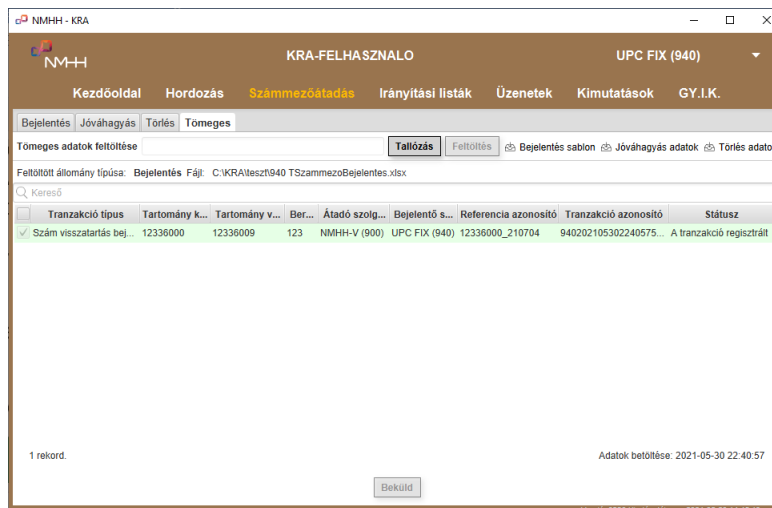 NMHH - KRA
NMHH KRA-FELHASZNALO UPC FIX (940)
Kezdőoldal Hordozás Számmezőátadás Irányítási listák Üzenetek Kimutatások GY.I.K.
Bejelentés Jóváhagyás Törlés Tömeges
Tömeges adatok feltöltése Tallózás Feltöltés Bejelentés sablon Jóváhagyás adatok Törlés adato
Feltöltött állomány típusa: Bejelentés Fájl: C:\KRA\teszt\940 TSzammezoBejelentes.xlsx
Kereső
Tranzakció típus Tartomány k... Tartomány v... Ber... Átadó szolg... Bejelentő s... Referencia azonosító Tranzakció azonosító Státusz
Szám visszatartás bej... 12336000 12336009 123 NMHH-V (900) UPC FIX (940) 12336000_210704 940202105302240575... A tranzakció regisztrált
1 rekord. Adatok betöltése: 2021-05-30 22:40:57
Beküld